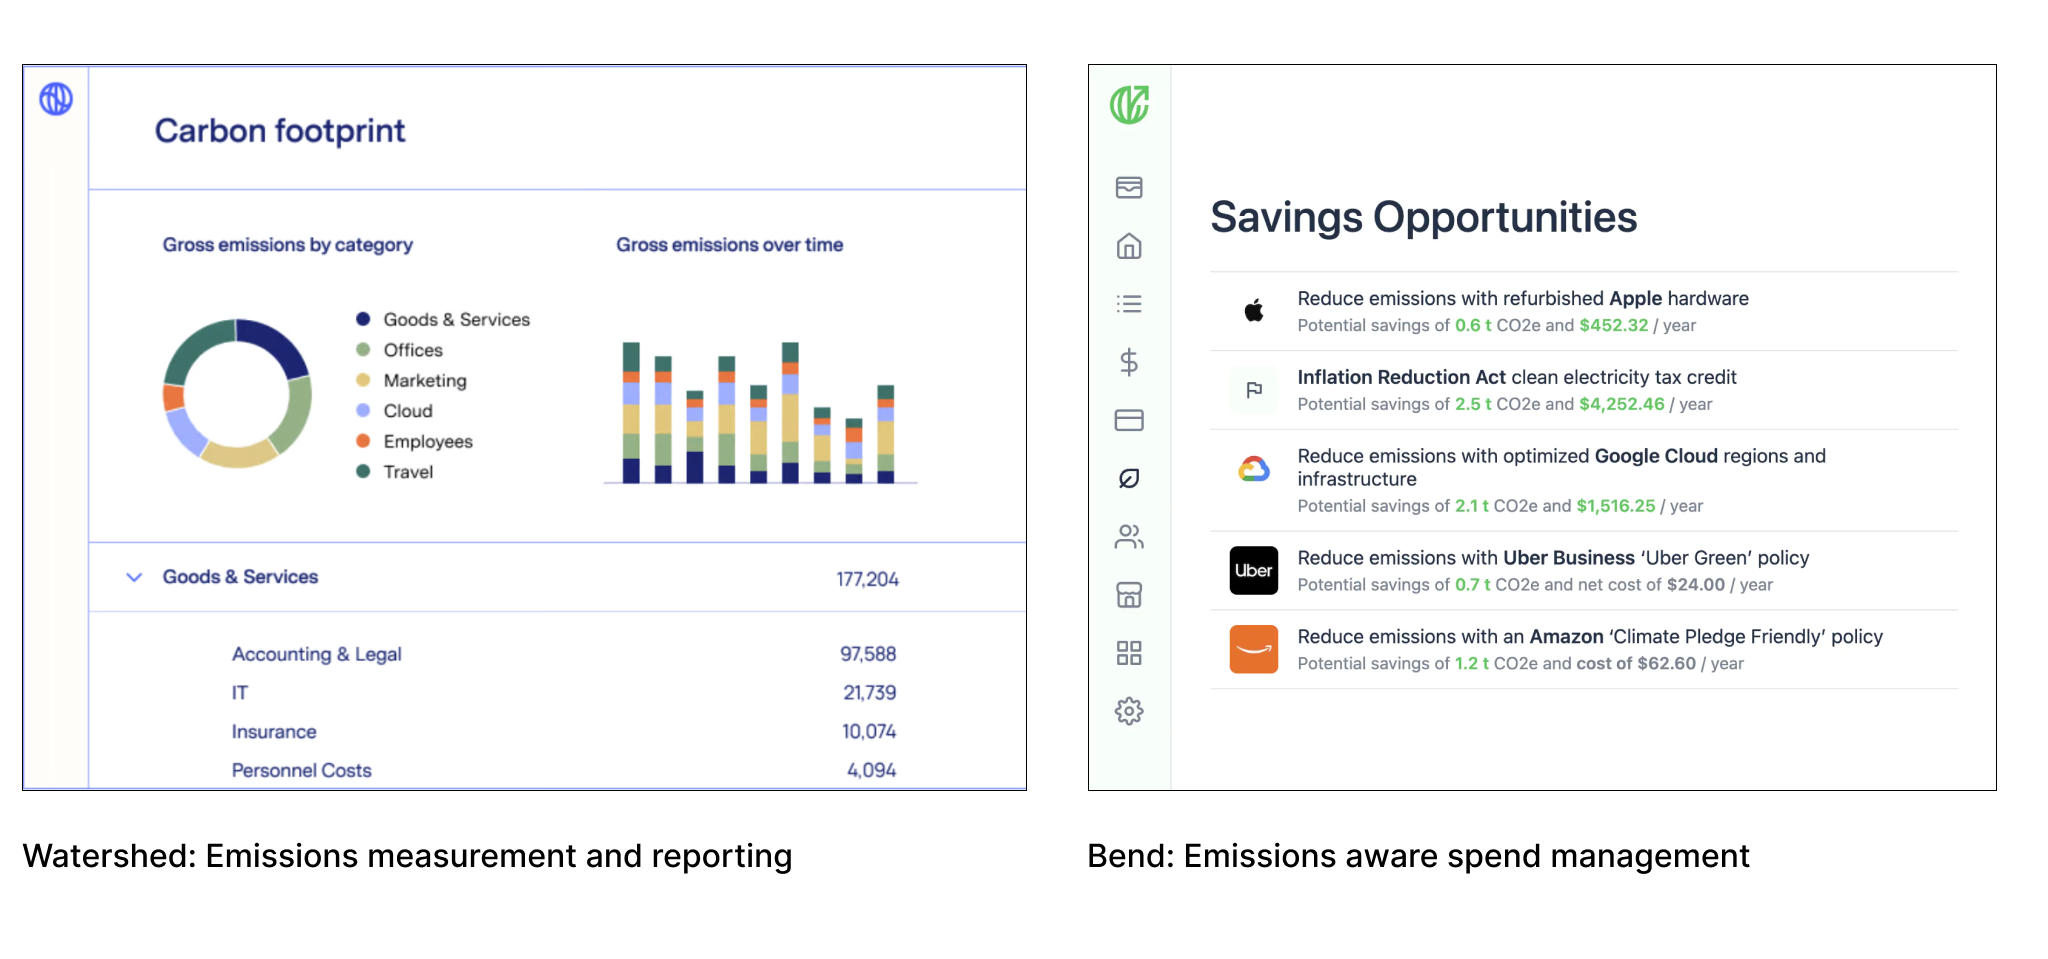 Carbon footprint
Gross emissions by category
Gross emissions over time
Goods & Services
Offices
Marketing
Cloud
Employees
Travel
Goods & Services 177,204
Accounting & Legal 97,588
IT 21,739
Insurance 10,074
Personnel Costs 4,094
Watershed: Emissions measurement and reporting
Savings Opportunities
Reduce emissions with refurbished Apple hardware
Potential savings of 0.6 t CO2e and $452.32 / year
Inflation Reduction Act clean electricity tax credit
Potential savings of 2.5 t CO2e and $4,252.46 / year
Reduce emissions with optimized Google Cloud regions and
infrastructure
Potential savings of 2.1 t CO2e and $1,516.25 / year
Uber
Reduce emissions with Uber Business ‘Uber Green’ policy
Potential savings of 0.7 t CO2e and net cost of $24.00 / year
Reduce emissions with an Amazon ‘Climate Pledge Friendly’ policy
Potential savings of 1.2 t CO2e and cost of $62.60 / year
Bend: Emissions aware spend management